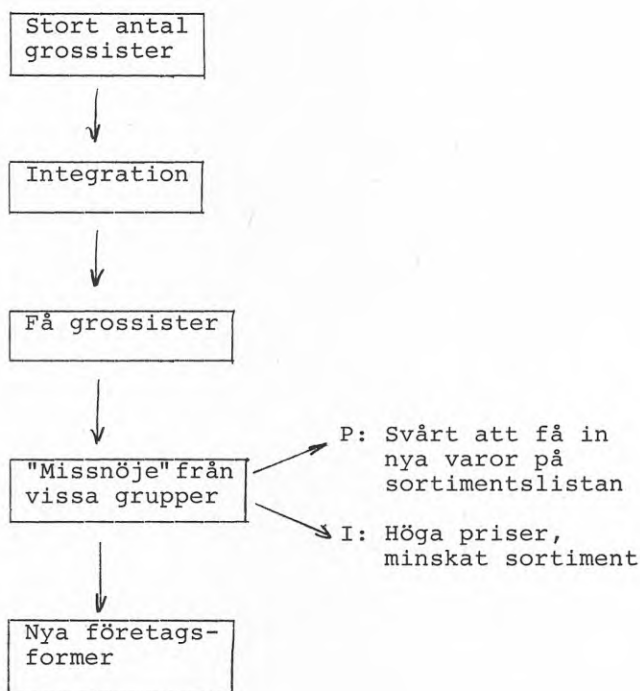 Stort antal
grossister
Integration
Få grossister
"Missnöje"från
vissa grupper
P: Svårt att få in
nya varor på
sortimentslistan
I: Höga priser,
minskat sortiment
Nya företags-
former